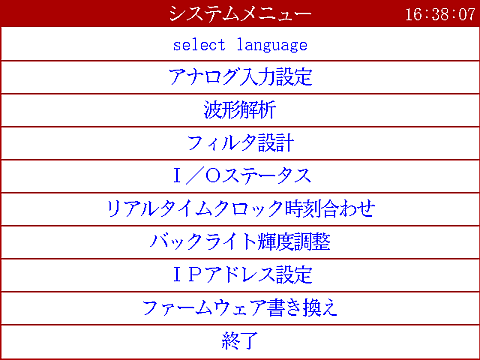 システムメニュー 16:38:07
select language
アナログ入力設定
波形解析
フィルタ設計
Ｉ／Ｏステータス
リアルタイムクロック時刻合わせ
バックライト輝度調整
ＩＰアドレス設定
ファームウェア書き換え
終了